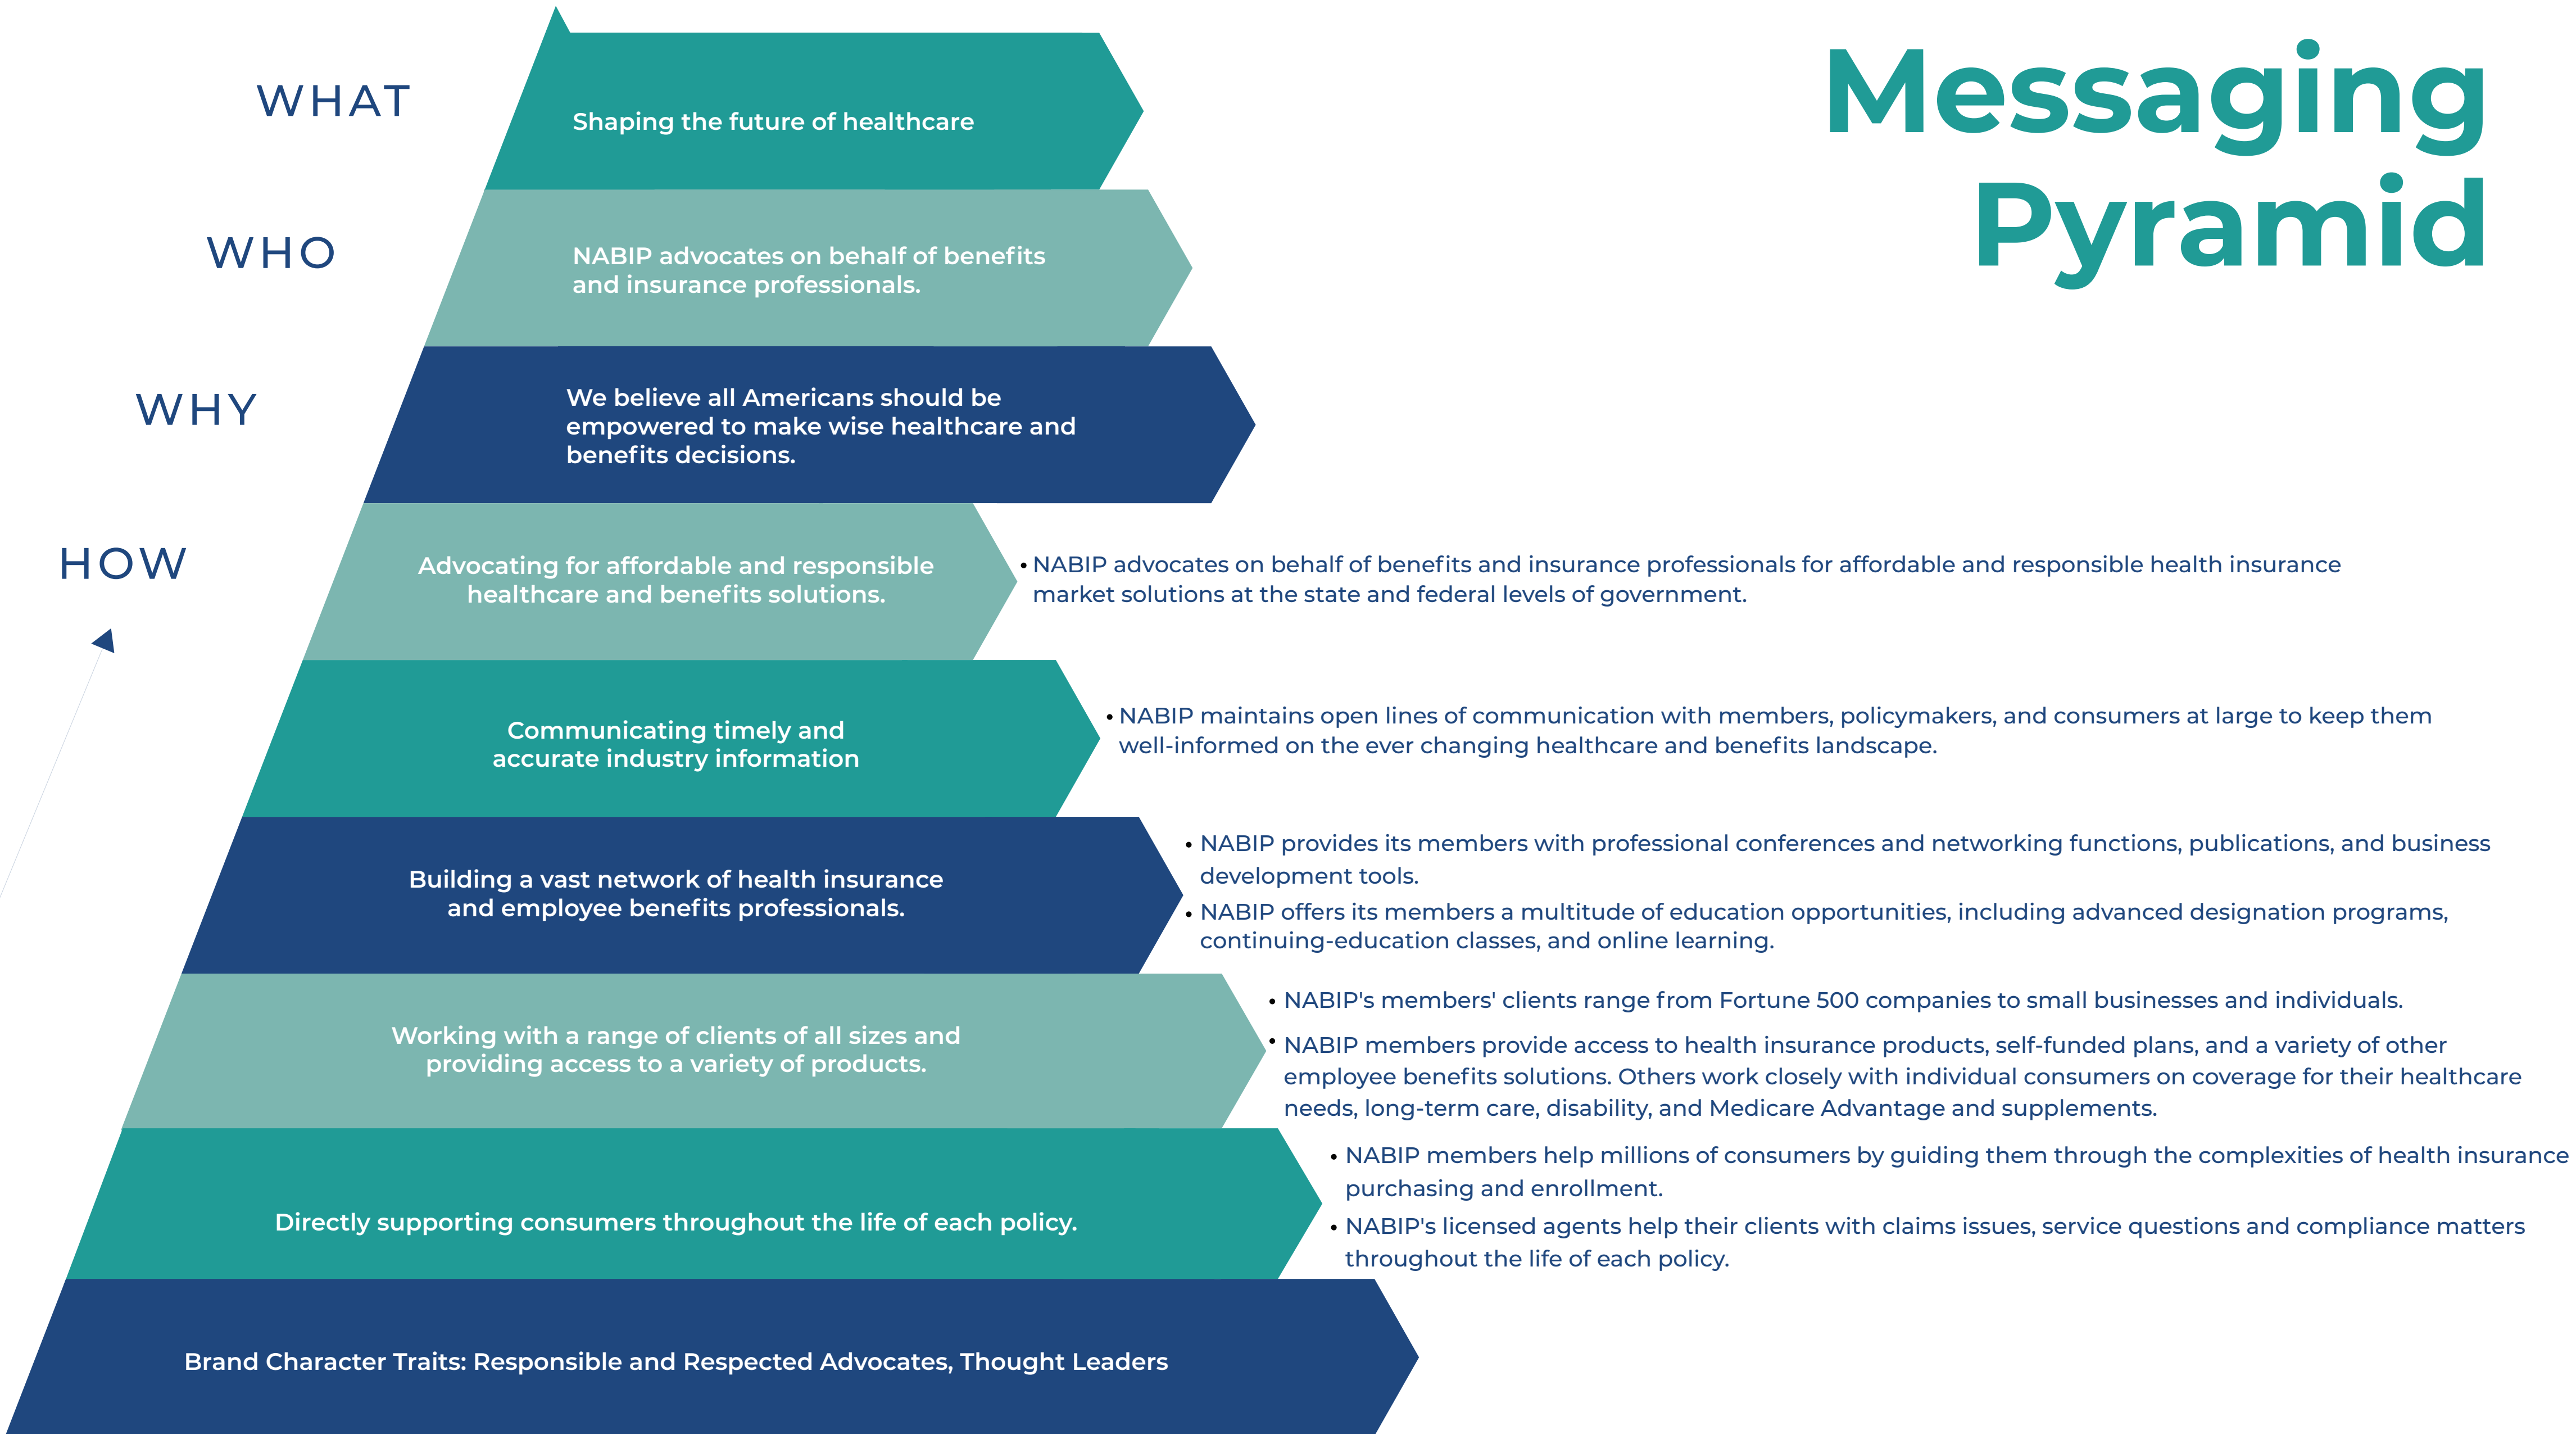 Messaging
Pyramid
WHAT
Shaping the future of healthcare
WHO
NABIP advocates on behalf of benefits
and insurance professionals.
WHY
We believe all Americans should be
empowered to make wise healthcare and
benefits decisions.
HOW
Advocating for affordable and responsible
healthcare and benefits solutions.
• NABIP advocates on behalf of benefits and insurance professionals for affordable and responsible health insurance
market solutions at the state and federal levels of government.
Communicating timely and
accurate industry information
• NABIP maintains open lines of communication with members, policymakers, and consumers at large to keep them
well-informed on the ever changing healthcare and benefits landscape.
Building a vast network of health insurance
and employee benefits professionals.
• NABIP provides its members with professional conferences and networking functions, publications, and business
development tools.
• NABIP offers its members a multitude of education opportunities, including advanced designation programs,
continuing-education classes, and online learning.
Working with a range of clients of all sizes and
providing access to a variety of products.
• NABIP's members' clients range from Fortune 500 companies to small businesses and individuals.
• NABIP members provide access to health insurance products, self-funded plans, and a variety of other
employee benefits solutions. Others work closely with individual consumers on coverage for their healthcare
needs, long-term care, disability, and Medicare Advantage and supplements.
Directly supporting consumers throughout the life of each policy.
• NABIP members help millions of consumers by guiding them through the complexities of health insurance
purchasing and enrollment.
• NABIP's licensed agents help their clients with claims issues, service questions and compliance matters
throughout the life of each policy.
Brand Character Traits: Responsible and Respected Advocates, Thought Leaders